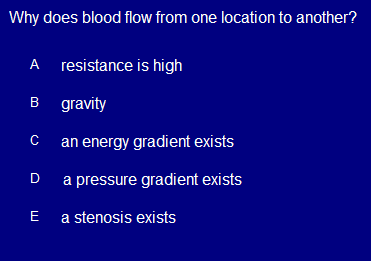 Why does blood flow from one location to another?
A resistance is high
B gravity
C an energy gradient exists
D a pressure gradient exists
E a stenosis exists